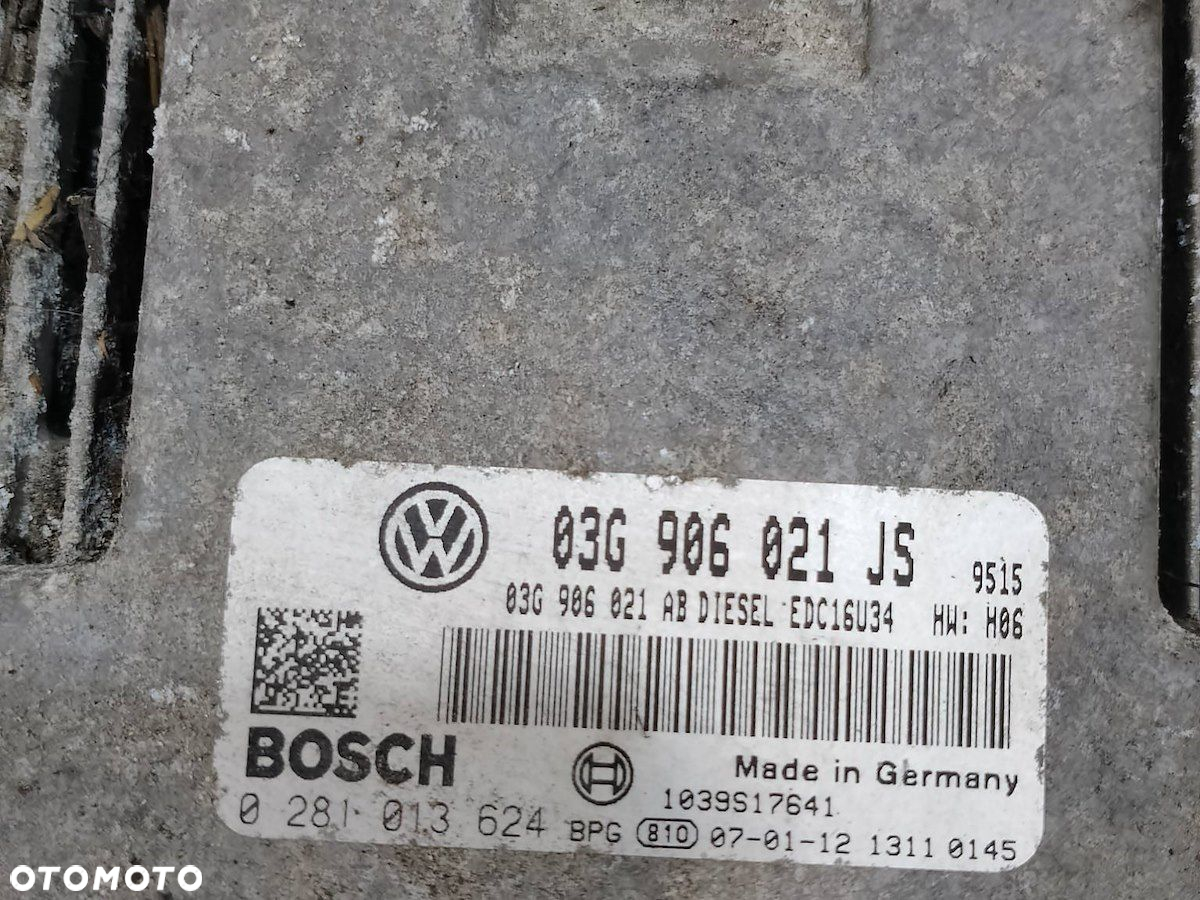 03G 906 021 JS 9515
03G 906 021 AB DIESEL EDC16U34 HW: H06
BOSCH
Made in Germany
1039S17641
0 281 013 624 BPG 810 07-01-12 1311 0145
OTOMOTO